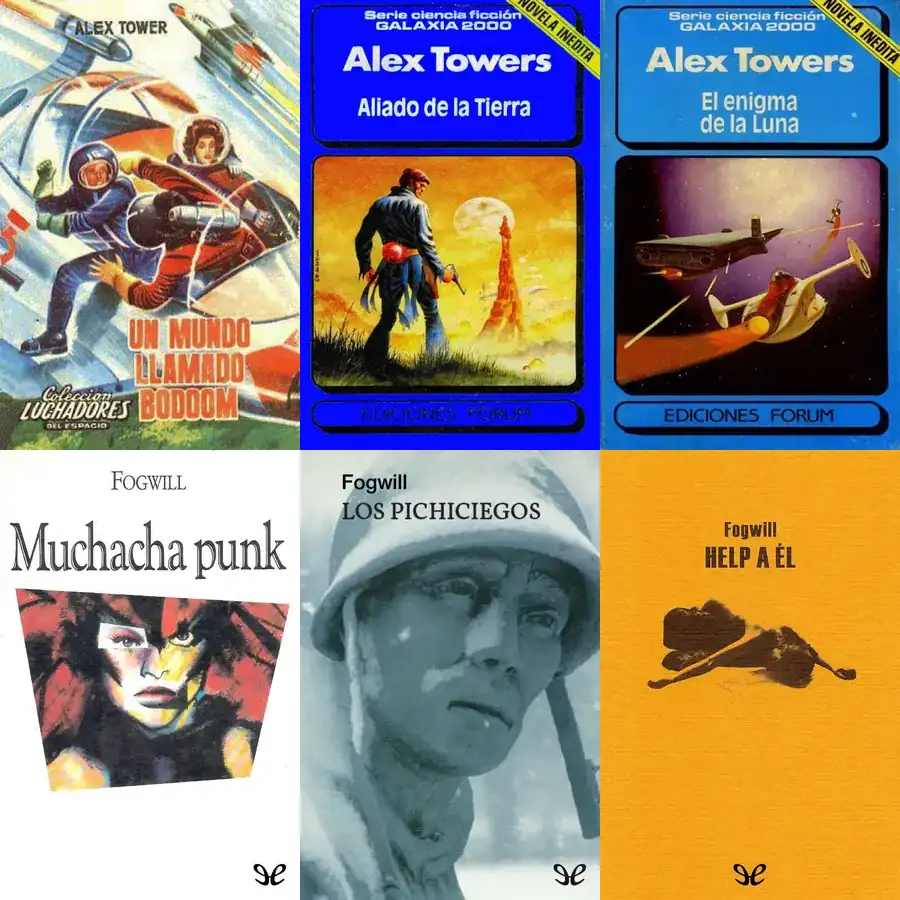 ALEX TOWER
UN MUNDO
LLAMADO
BODOOM
Colección
LUCHADORES
DEL ESPACIO
Serie ciencia ficción
GALAXIA 2000
NOVELA INEDITA
Alex Towers
Aliado de la Tierra
EDICIONES FORUM
Serie ciencia ficción
GALAXIA 2000
NOVELA INEDITA
Alex Towers
El enigma
de la Luna
EDICIONES FORUM
FOGWILL
Muchacha punk
Fogwill
LOS PICHICIEGOS
Fogwill
HELP A ÉL